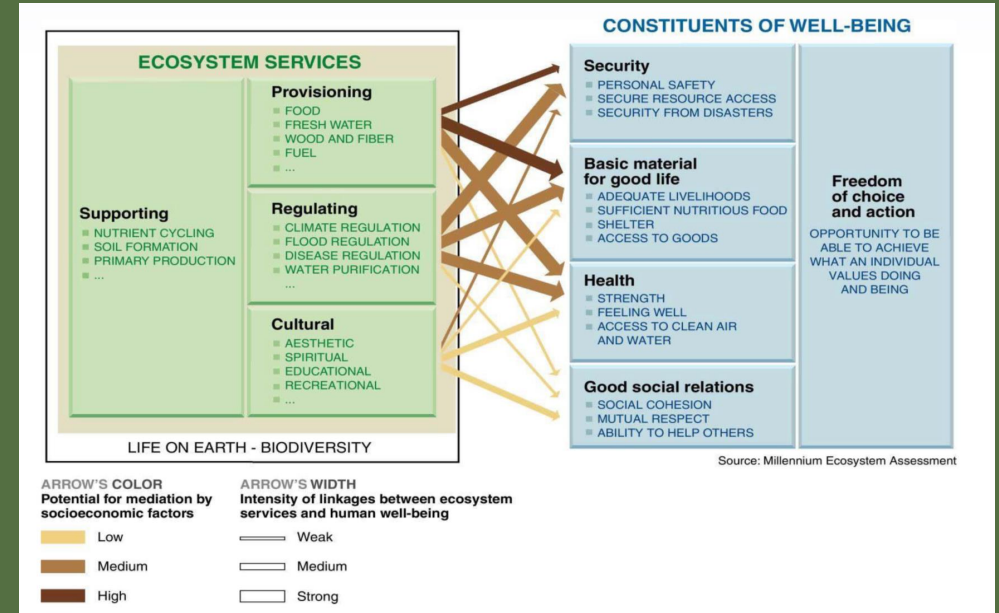 CONSTITUENTS OF WELL-BEING
ECOSYSTEM SERVICES
Supporting
NUTRIENT CYCLING
SOIL FORMATION
PRIMARY PRODUCTION
...
Provisioning
FOOD
FRESH WATER
WOOD AND FIBER
FUEL
...
Regulating
CLIMATE REGULATION
FLOOD REGULATION
DISEASE REGULATION
WATER PURIFICATION
...
Cultural
AESTHETIC
SPIRITUAL
EDUCATIONAL
RECREATIONAL
...
LIFE ON EARTH - BIODIVERSITY
Security
PERSONAL SAFETY
SECURE RESOURCE ACCESS
SECURITY FROM DISASTERS
Basic material
for good life
ADEQUATE LIVELIHOODS
SUFFICIENT NUTRITIOUS FOOD
SHELTER
ACCESS TO GOODS
Health
STRENGTH
FEELING WELL
ACCESS TO CLEAN AIR
AND WATER
Good social relations
SOCIAL COHESION
MUTUAL RESPECT
ABILITY TO HELP OTHERS
Freedom
of choice
and action
OPPORTUNITY TO BE
ABLE TO ACHIEVE
WHAT AN INDIVIDUAL
VALUES DOING
AND BEING
Source: Millennium Ecosystem Assessment
ARROW'S COLOR
Potential for mediation by
socioeconomic factors
Low
Medium
High
ARROW'S WIDTH
Intensity of linkages between ecosystem
services and human well-being
Weak
Medium
Strong